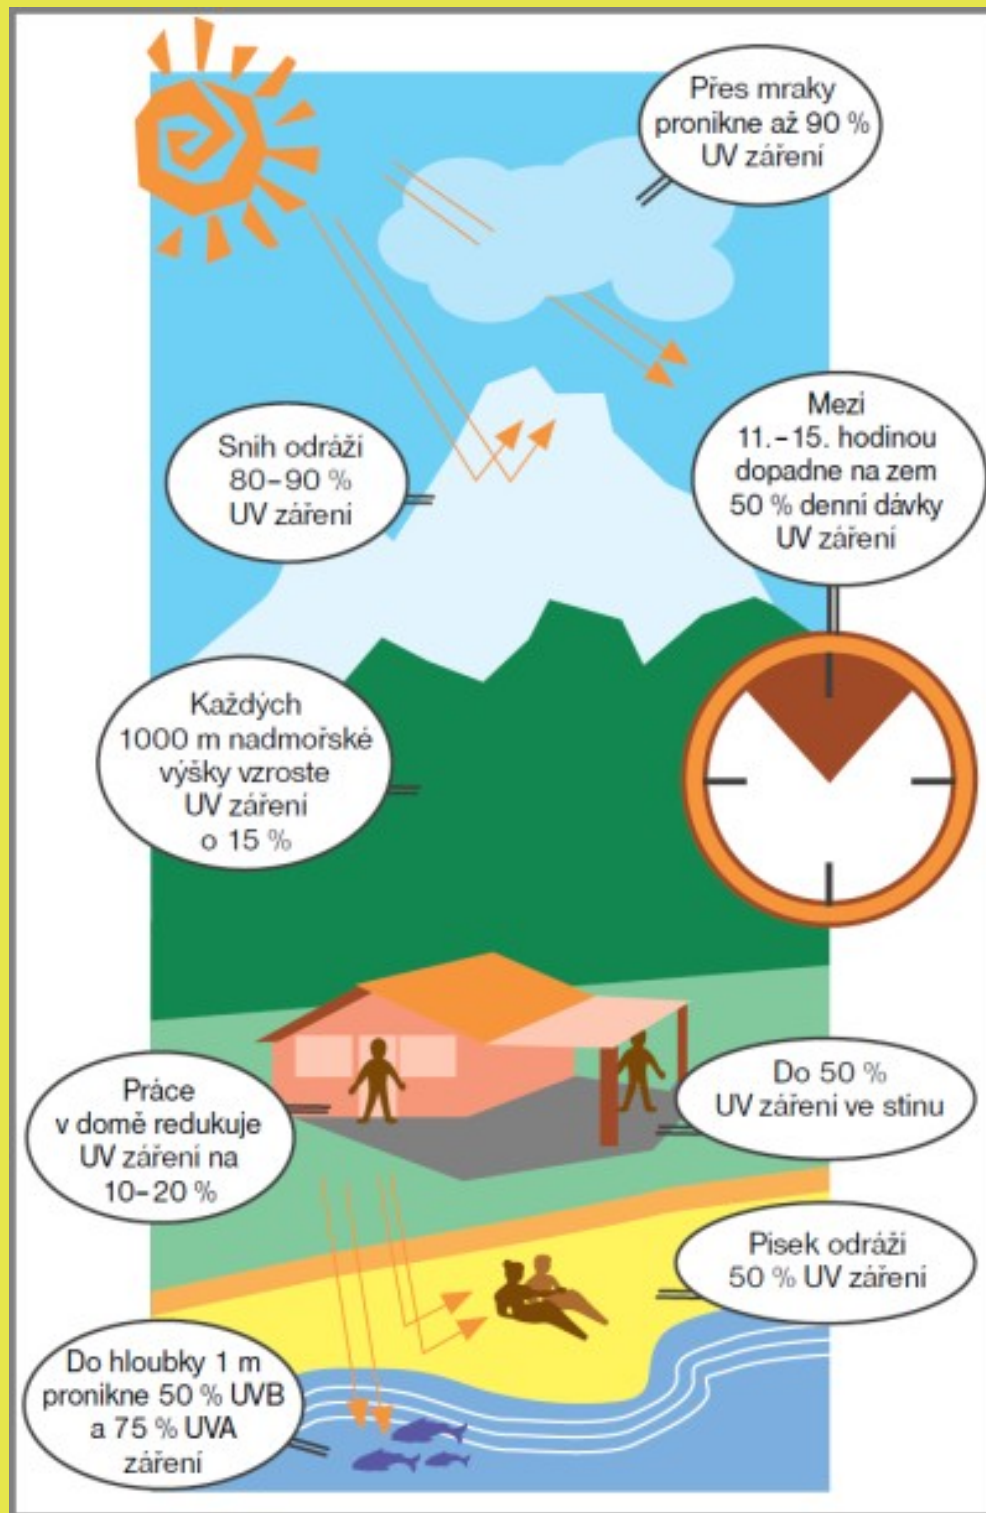 Přes mraky
pronikne až 90 %
UV záření
Sníh odráží
80–90 %
UV záření
Mezi
11.–15. hodinou
dopadne na zem
50 % denní dávky
UV záření
Každých
1000 m nadmořské
výšky vzroste
UV záření
o 15 %
Práce
v domě redukuje
UV záření na
10–20 %
Do 50 %
UV záření ve stínu
Písek odráží
50 % UV záření
Do hloubky 1 m
pronikne 50 % UVB
a 75 % UVA
záření